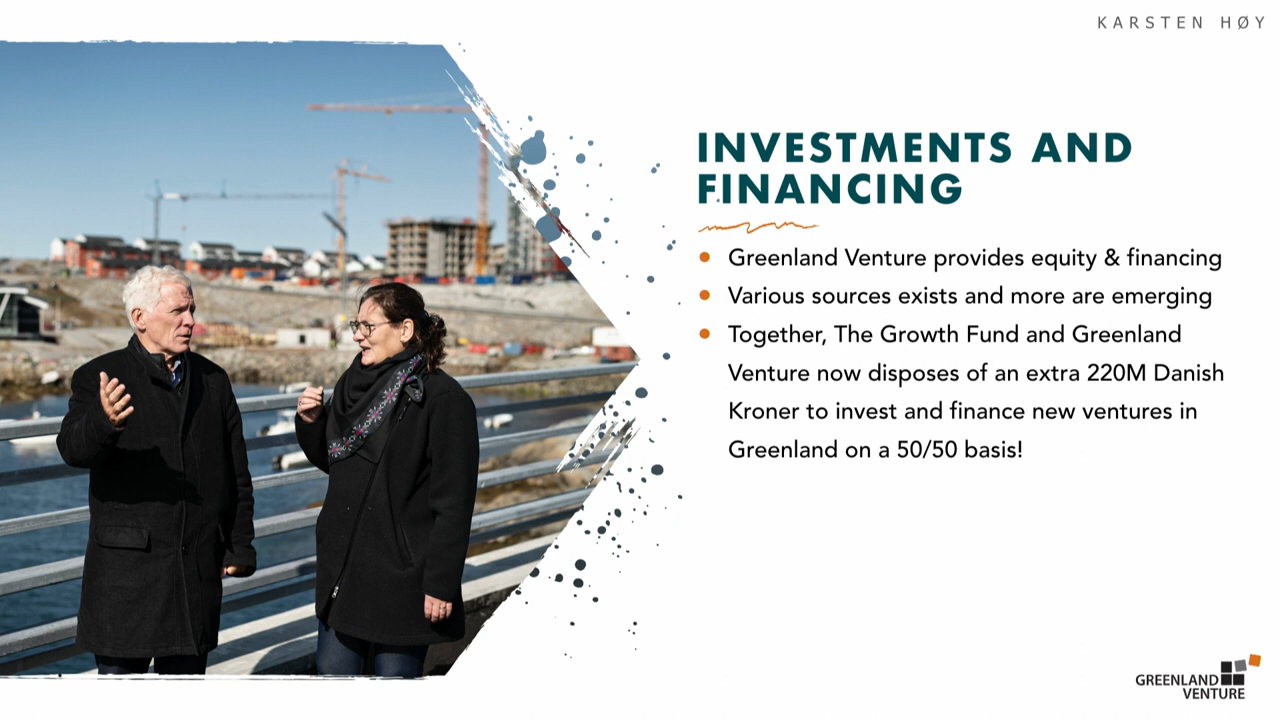 KARSTEN HØY
INVESTMENTS AND
FINANCING
• Greenland Venture provides equity & financing
• Various sources exists and more are emerging
• Together, The Growth Fund and Greenland
Venture now disposes of an extra 220M Danish
Kroner to invest and finance new ventures in
Greenland on a 50/50 basis!
GREENLAND
VENTURE